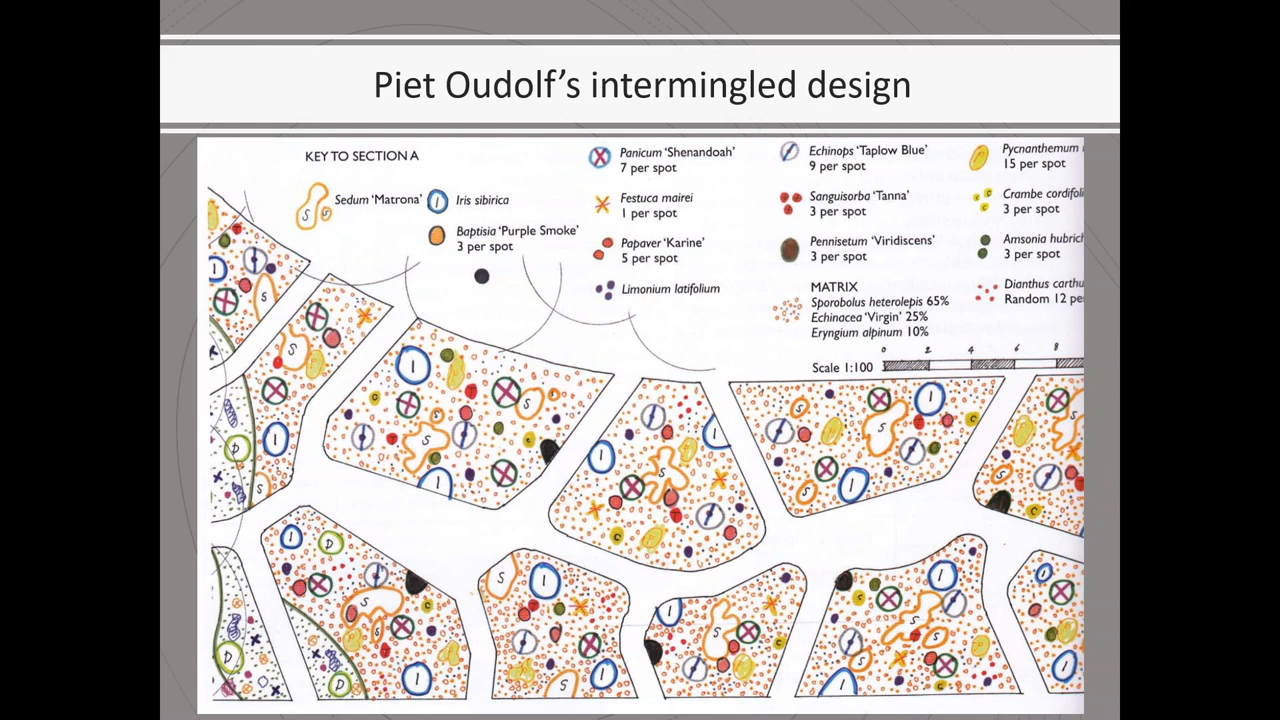 Piet Oudolf’s intermingled design
KEY TO SECTION A
Sedum ‘Matrona’
Iris sibirica
Baptisia ‘Purple Smoke’
3 per spot
Panicum ‘Shenandoah’
7 per spot
Festuca mairei
1 per spot
Papaver ‘Karine’
5 per spot
Limonium latifolium
Echinops ‘Taplow Blue’
9 per spot
Sanguisorba ‘Tanna’
3 per spot
Pennisetum ‘Viridiscens’
3 per spot
MATRIX
Sporobolus heterolepis 65%
Echinacea ‘Virgin’ 25%
Eryngium alpinum 10%
Pycnanthemum
15 per spot
Crambe cordifol
3 per spot
Amsonia hubrich
3 per spot
Dianthus carthu
Random 12 pe
Scale 1:100
0 2 4 6 8